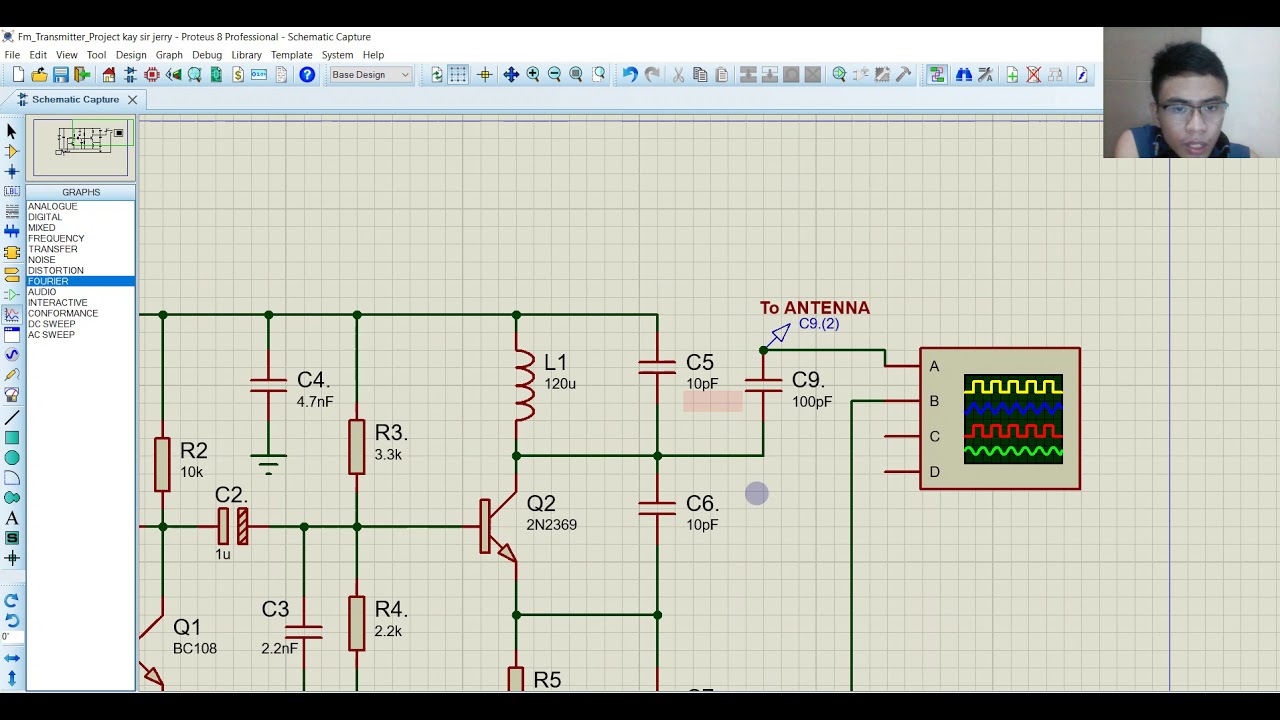 Fm_Transmitter_Project kay sir jerry - Proteus 8 Professional - Schematic Capture
File Edit View Tool Design Graph Debug Library Template System Help
Base Design
Schematic Capture
LBL
GRAPHS
ANALOGUE
DIGITAL
MIXED
FREQUENCY
TRANSFER
NOISE
DISTORTION
FOURIER
AUDIO
INTERACTIVE
CONFORMANCE
DC SWEEP
AC SWEEP
A
S
0°
To ANTENNA
C9.(2)
L1
120u
C5
10pF
C9.
100pF
A
B
C
D
C4.
4.7nF
R3.
3.3k
R2
10k
C2.
1u
Q2
2N2369
C6.
10pF
C3
2.2nF
R4.
2.2k
Q1
BC108
R5